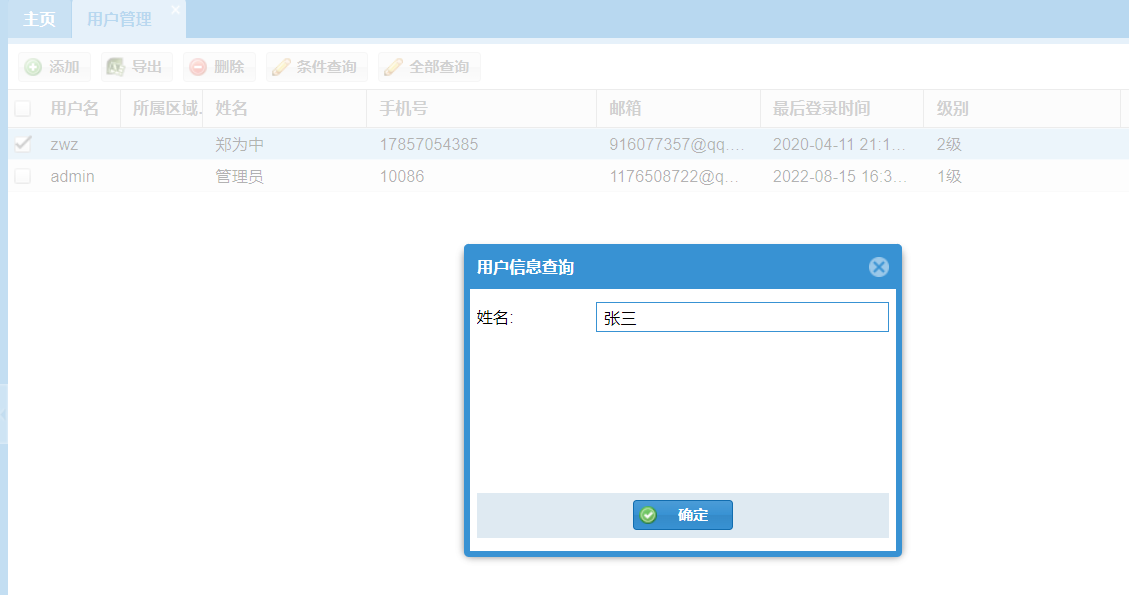 主页 用户管理
添加 导出 删除 条件查询 全部查询
用户名 所属区域. 姓名 手机号 邮箱 最后登录时间 级别
zwz 郑为中 17857054385 916077357@qq.… 2020-04-11 21:1… 2级
admin 管理员 10086 1176508722@q… 2022-08-15 16:3… 1级
用户信息查询
姓名: 张三
确定